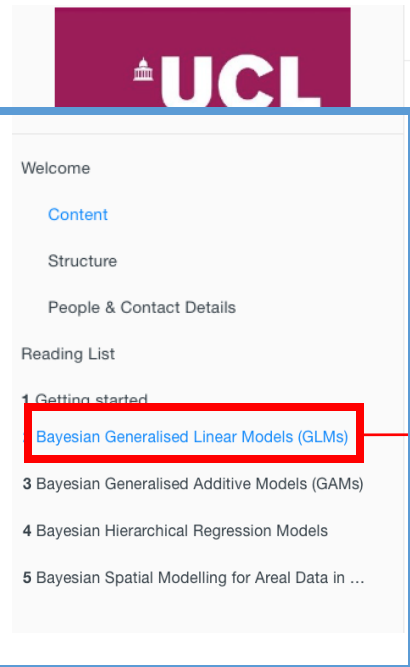 UCL
Welcome
Content
Structure
People & Contact Details
Reading List
1 Getting started
Bayesian Generalised Linear Models (GLMs)
3 Bayesian Generalised Additive Models (GAMs)
4 Bayesian Hierarchical Regression Models
5 Bayesian Spatial Modelling for Areal Data in …